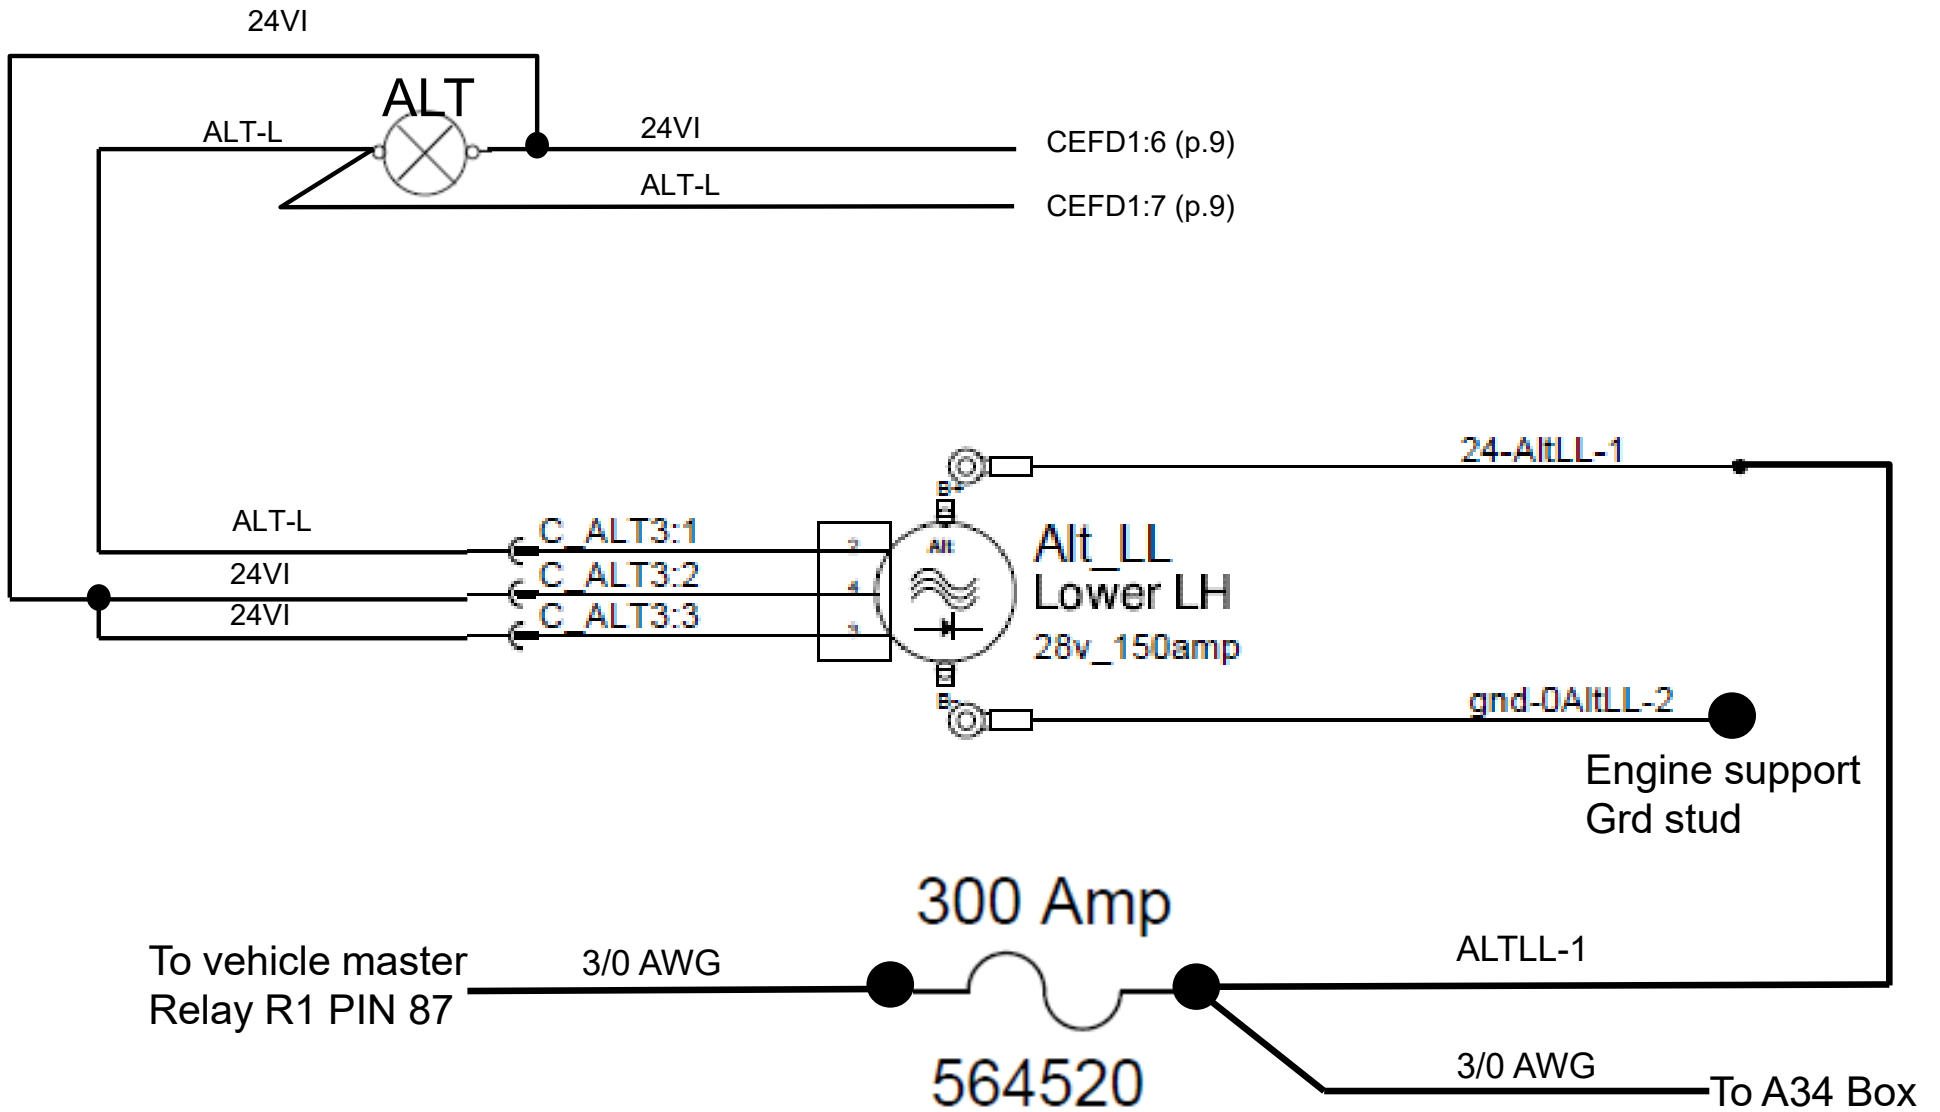 24VI
ALT
ALT-L
24VI
CEFD1:6 (p.9)
ALT-L
CEFD1:7 (p.9)
24-AltLL-1
B+
ALT-L
C_ALT3:1
2
Alt
Alt_LL
24VI
C_ALT3:2
Lower LH
24VI
C_ALT3:3
28v_150amp
B-
gnd-0AltLL-2
Engine support
Grd stud
300 Amp
To vehicle master
Relay R1 PIN 87
3/0 AWG
ALTLL-1
564520
3/0 AWG
To A34 Box